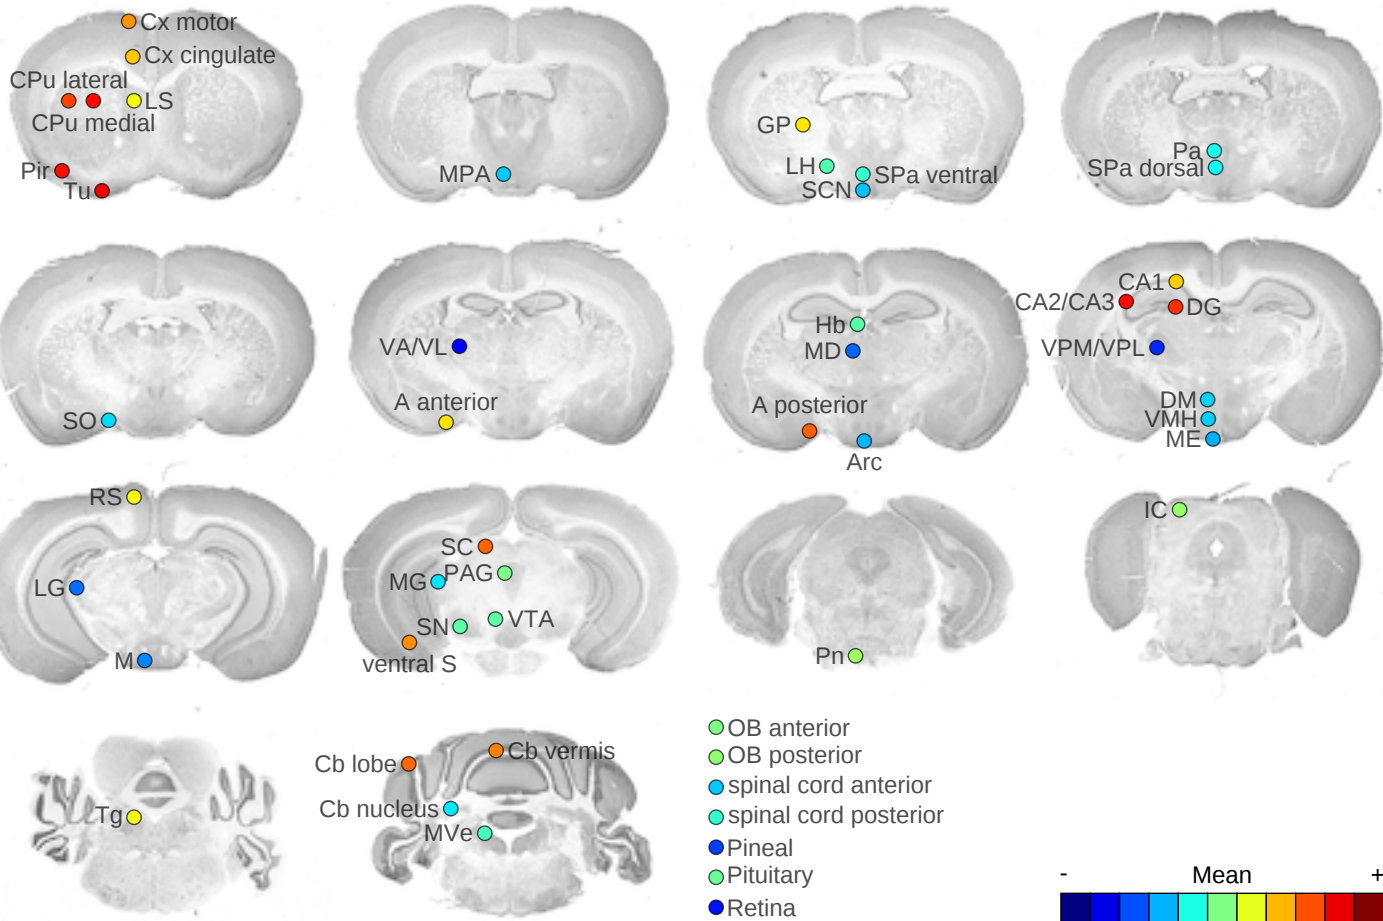 Cx motor
Cx cingulate
CPu lateral
LS
CPu medial
Pir
Tu
MPA
GP
LH
SPa ventral
SCN
Pa
SPa dorsal
SO
VA/VL
A anterior
Hb
MD
A posterior
Arc
CA1
CA2/CA3
DG
VPM/VPL
DM
VMH
ME
RS
LG
M
SC
PAG
MG
VTA
SN
ventral S
Pn
IC
Tg
Cb vermis
Cb lobe
Cb nucleus
MVe
OB anterior
OB posterior
spinal cord anterior
spinal cord posterior
Pineal
Pituitary
Retina
- Mean +